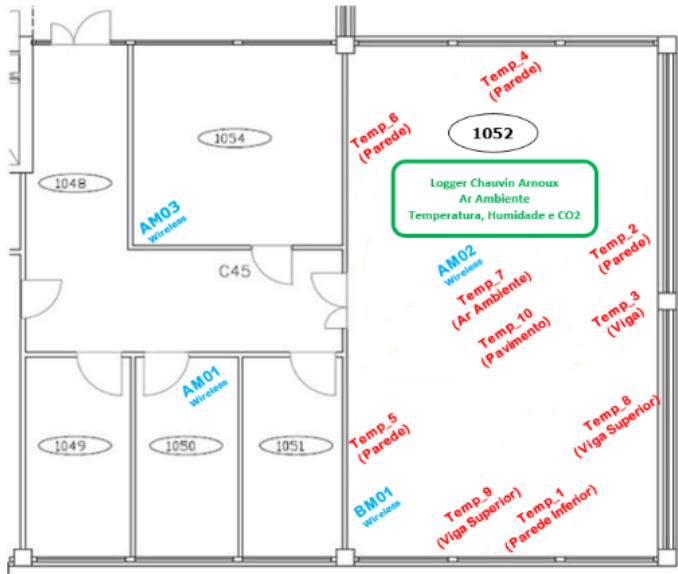 Temp_4
(Parede)
Temp_6
(Parede)
1052
1054
1048
Logger Chauvin Arnoux
Ar Ambiente
Temperatura, Humidade e CO2
AM03
Wireless
C45
AM02
Wireless
Temp_2
(Parede)
Temp_7
(Ar Ambiente)
Temp_3
(Viga)
Temp_10
(Pavimento)
AM01
Wireless
Temp_5
(Parede)
Temp_8
(Viga Superior)
1049
1050
1051
BM01
Wireless
Temp_9
(Viga Superior)
Temp_1
(Parede Inferior)